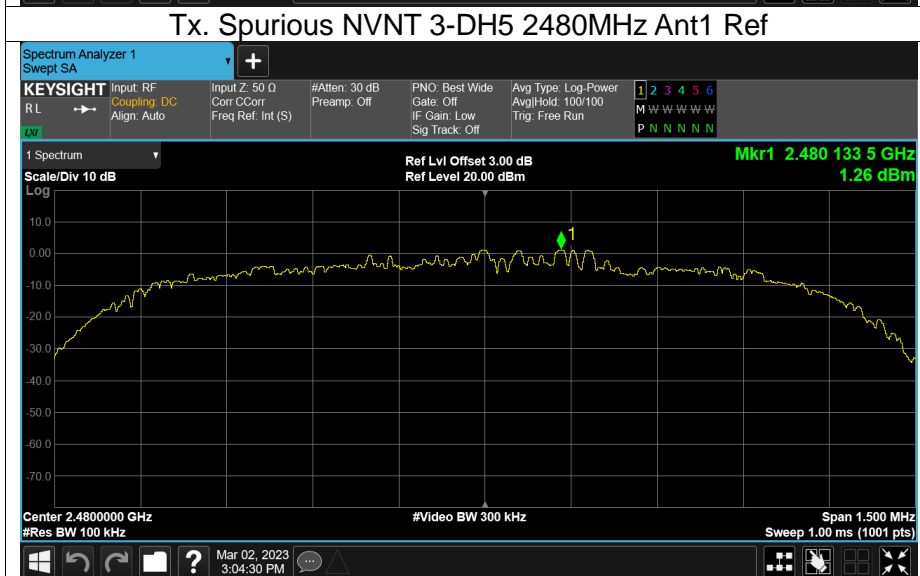 Tx. Spurious NVNT 3-DH5 2480MHz Ant1 Ref
Spectrum Analyzer 1
Swept SA
+
KEYSIGHT
R L
LXI
Input: RF
Coupling: DC
Align: Auto
Input Z: 50 Ω
Corr CCorr
Freq Ref: Int (S)
#Atten: 30 dB
Preamp: Off
PNO: Best Wide
Gate: Off
IF Gain: Low
Sig Track: Off
Avg Type: Log-Power
Avg|Hold: 100/100
Trig: Free Run
1 2 3 4 5 6
M W W W W W
P N N N N N
1 Spectrum
Scale/Div 10 dB
Ref Lvl Offset 3.00 dB
Ref Level 20.00 dBm
Mkr1 2.480 133 5 GHz
1.26 dBm
Log
10.0
0.00
-10.0
-20.0
-30.0
-40.0
-50.0
-60.0
-70.0
1
Center 2.4800000 GHz
#Res BW 100 kHz
#Video BW 300 kHz
Span 1.500 MHz
Sweep 1.00 ms (1001 pts)
?
Mar 02, 2023
3:04:30 PM